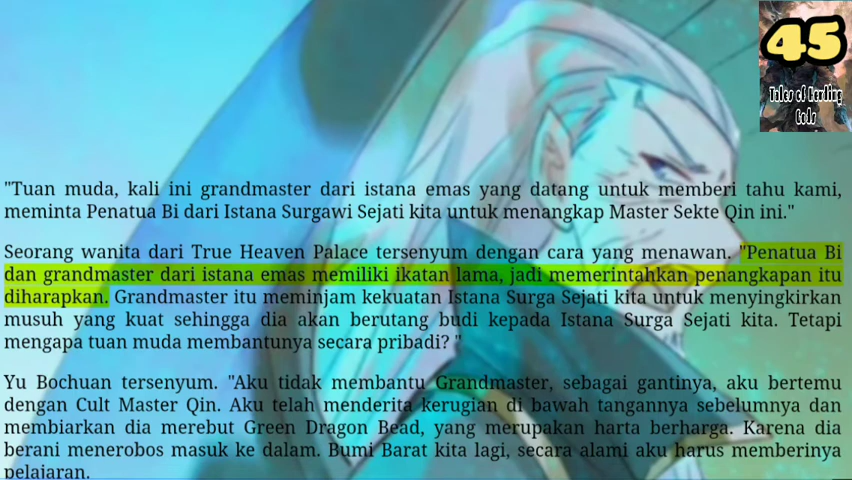 45
Tales of Herding
Gods
"Tuan muda, kali ini grandmaster dari istana emas yang datang untuk memberi tahu kami,
meminta Penatua Bi dari Istana Surgawi Sejati kita untuk menangkap Master Sekte Qin ini."
Seorang wanita dari True Heaven Palace tersenyum dengan cara yang menawan. "Penatua Bi
dan grandmaster dari istana emas memiliki ikatan lama, jadi memerintahkan penangkapan itu
diharapkan. Grandmaster itu meminjam kekuatan Istana Surga Sejati kita untuk menyingkirkan
musuh yang kuat sehingga dia akan berutang budi kepada Istana Surga Sejati kita. Tetapi
mengapa tuan muda membantunya secara pribadi? "
Yu Bochuan tersenyum. "Aku tidak membantu Grandmaster, sebagai gantinya, aku bertemu
dengan Cult Master Qin. Aku telah menderita kerugian di bawah tangannya sebelumnya dan
membiarkan dia merebut Green Dragon Bead, yang merupakan harta berharga. Karena dia
berani menerobos masuk ke dalam. Bumi Barat kita lagi, secara alami aku harus memberinya
pelajaran.